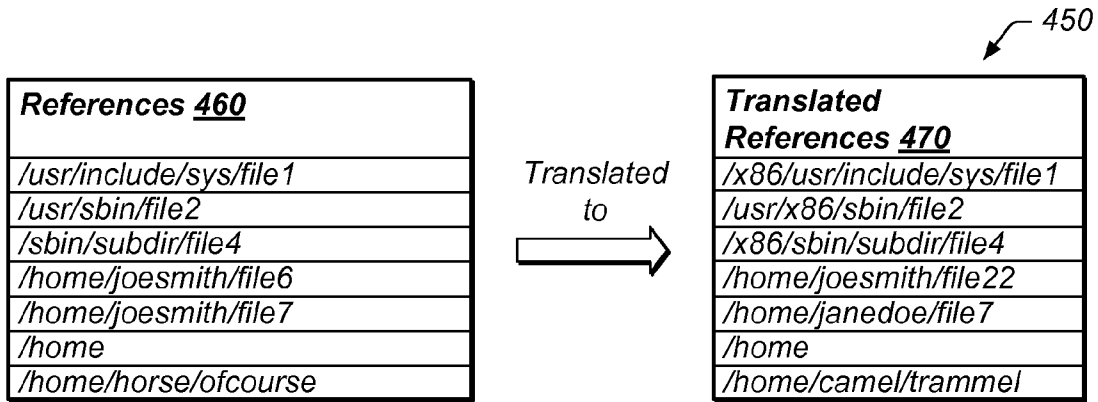 450
References 460
/usr/include/sys/file1
/usr/sbin/file2
/sbin/subdir/file4
/home/joesmith/file6
/home/joesmith/file7
/home
/home/horse/ofcourse
Translated
to
Translated
References 470
/x86/usr/include/sys/file1
/usr/x86/sbin/file2
/x86/sbin/subdir/file4
/home/joesmith/file22
/home/janedoe/file7
/home
/home/camel/trammel